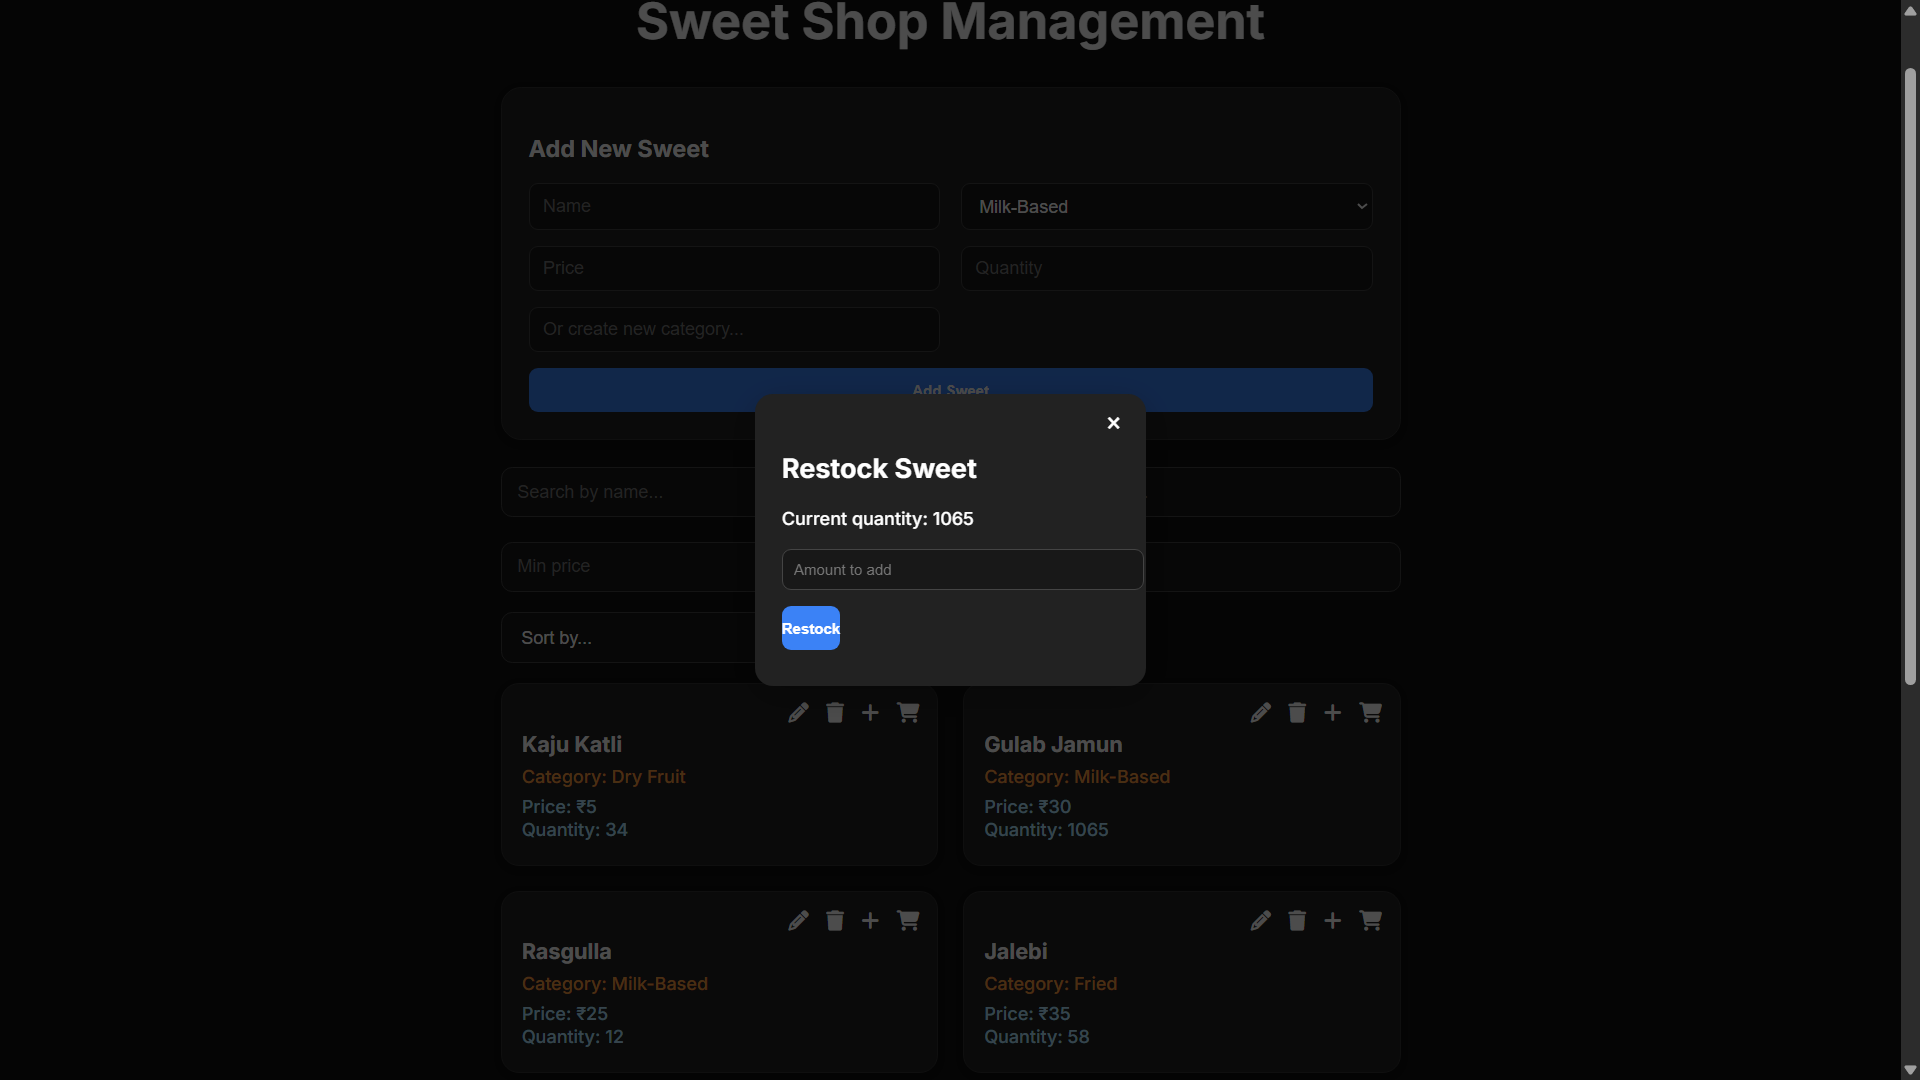 Sweet Shop Management
Add New Sweet
Name
Milk-Based
Price
Quantity
Or create new category...
Add Sweet
×
Restock Sweet
Current quantity: 1065
Amount to add
Restock
Search by name...
Min price
Sort by...
Kaju Katli
Category: Dry Fruit
Price: ₹5
Quantity: 34
Gulab Jamun
Category: Milk-Based
Price: ₹30
Quantity: 1065
Rasgulla
Category: Milk-Based
Price: ₹25
Quantity: 12
Jalebi
Category: Fried
Price: ₹35
Quantity: 58